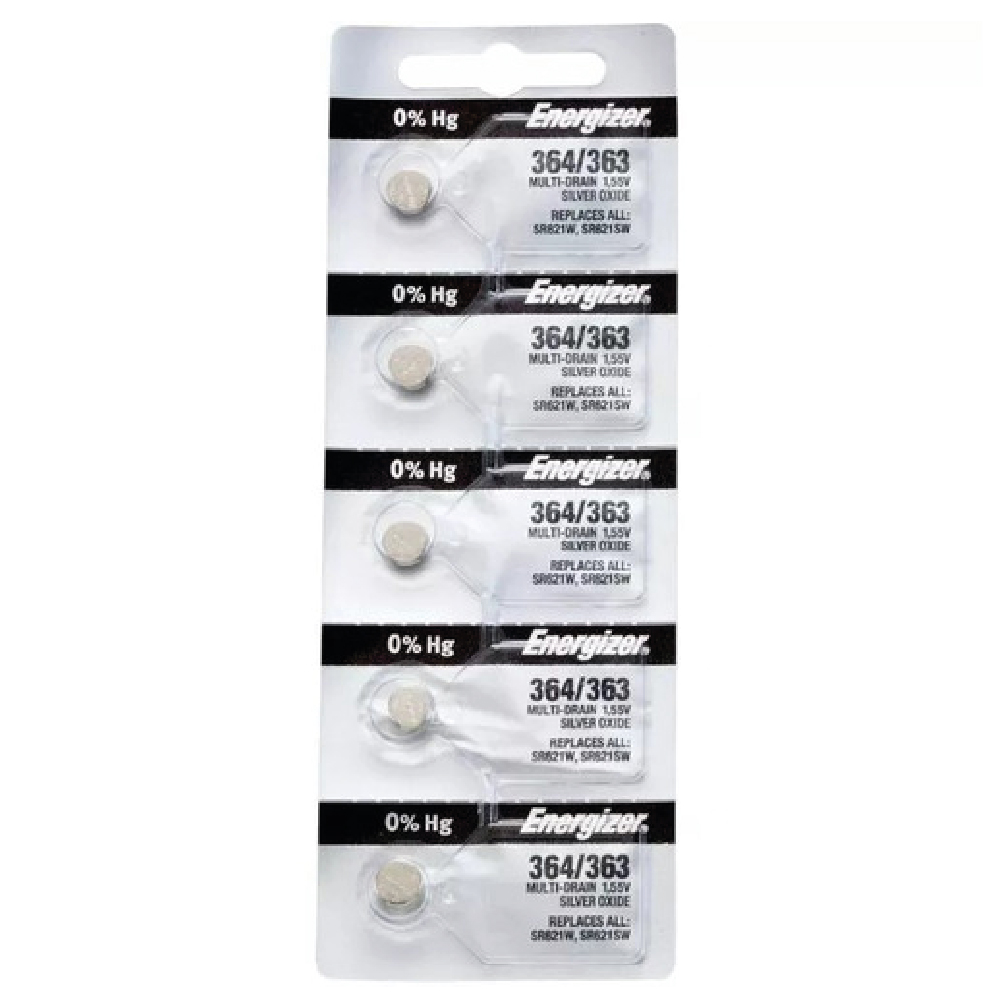 0% Hg Energizer®
364/363
MULTI-DRAIN 1,55V
SILVER OXIDE
REPLACES ALL:
SR621W, SR621SW
0% Hg Energizer®
364/363
MULTI-DRAIN 1,55V
SILVER OXIDE
REPLACES ALL:
SR621W, SR621SW
0% Hg Energizer®
364/363
MULTI-DRAIN 1,55V
SILVER OXIDE
REPLACES ALL:
SR621W, SR621SW
0% Hg Energizer®
364/363
MULTI-DRAIN 1,55V
SILVER OXIDE
REPLACES ALL:
SR621W, SR621SW
0% Hg Energizer®
364/363
MULTI-DRAIN 1,55V
SILVER OXIDE
REPLACES ALL:
SR621W, SR621SW